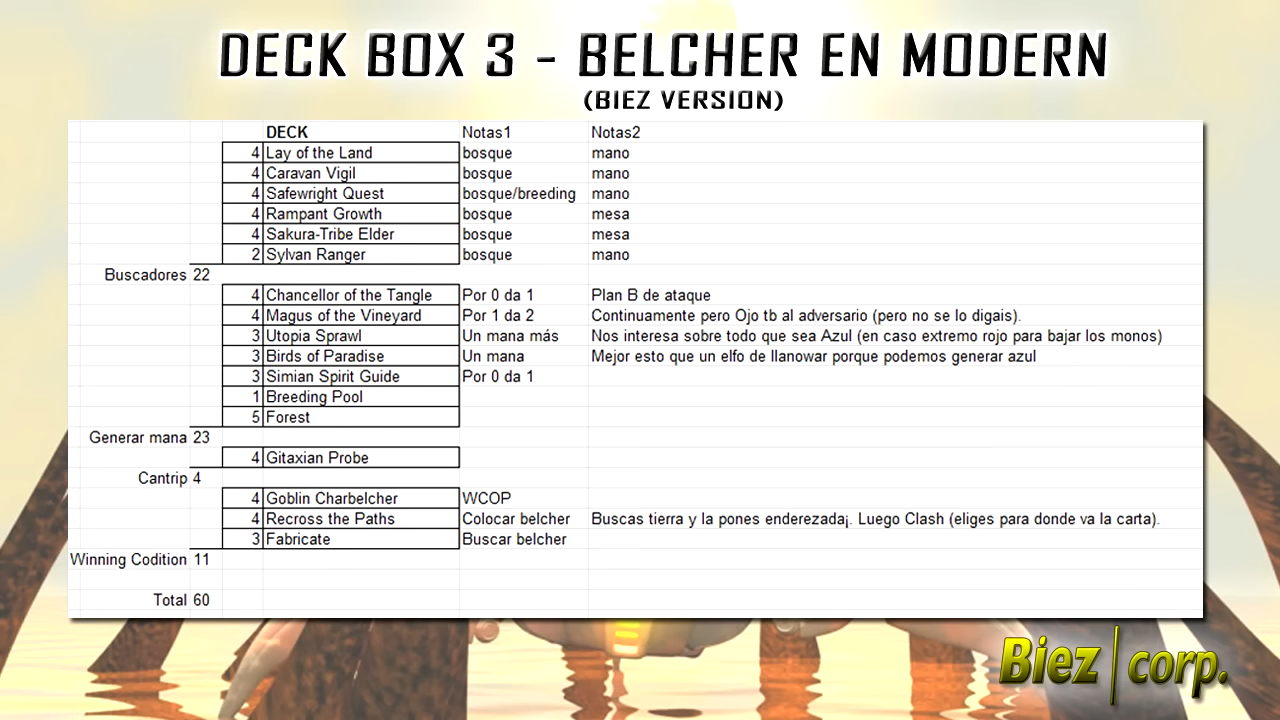 DECK BOX 3 - BELCHER EN MODERN
(BIEZ VERSION)
DECK Notas1 Notas2
4 Lay of the Land bosque mano
4 Caravan Vigil bosque mano
4 Safewright Quest bosque/breeding mano
4 Rampant Growth bosque mesa
4 Sakura-Tribe Elder bosque mesa
2 Sylvan Ranger bosque mano
Buscadores 22
4 Chancellor of the Tangle Por 0 da 1 Plan B de ataque
4 Magus of the Vineyard Por 1 da 2 Continuamente pero Ojo tb al adversario (pero no se lo digais).
3 Utopia Sprawl Un mana más Nos interesa sobre todo que sea Azul (en caso extremo rojo para bajar los monos)
3 Birds of Paradise Un mana Mejor esto que un elfo de llanowar porque podemos generar azul
3 Simian Spirit Guide Por 0 da 1
1 Breeding Pool
5 Forest
Generar mana 23
4 Gitaxian Probe
Cantrip 4
4 Goblin Charbelcher WCOP
4 Recross the Paths Colocar belcher Buscas tierra y la pones enderezada¡. Luego Clash (eliges para donde va la carta).
3 Fabricate Buscar belcher
Winning Codition 11
Total 60
Biez | corp.